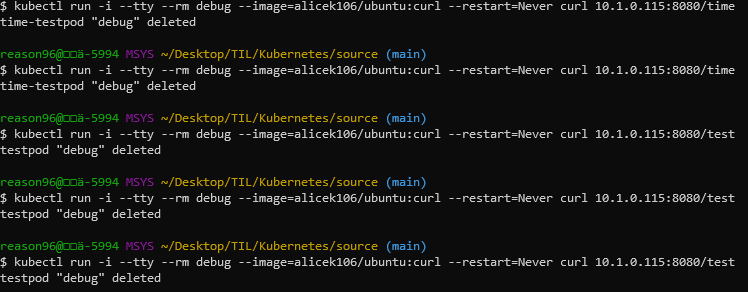 $ kubectl run -i --tty --rm debug --image=alicek106/ubuntu:curl --restart=Never curl 10.1.0.115:8080/time
time-testpod "debug" deleted
reason96@□□ä-5994 MSYS ~/Desktop/TIL/Kubernetes/source (main)
$ kubectl run -i --tty --rm debug --image=alicek106/ubuntu:curl --restart=Never curl 10.1.0.115:8080/time
time-testpod "debug" deleted
reason96@□□ä-5994 MSYS ~/Desktop/TIL/Kubernetes/source (main)
$ kubectl run -i --tty --rm debug --image=alicek106/ubuntu:curl --restart=Never curl 10.1.0.115:8080/test
testpod "debug" deleted
reason96@□□ä-5994 MSYS ~/Desktop/TIL/Kubernetes/source (main)
$ kubectl run -i --tty --rm debug --image=alicek106/ubuntu:curl --restart=Never curl 10.1.0.115:8080/test
testpod "debug" deleted
reason96@□□ä-5994 MSYS ~/Desktop/TIL/Kubernetes/source (main)
$ kubectl run -i --tty --rm debug --image=alicek106/ubuntu:curl --restart=Never curl 10.1.0.115:8080/test
testpod "debug" deleted